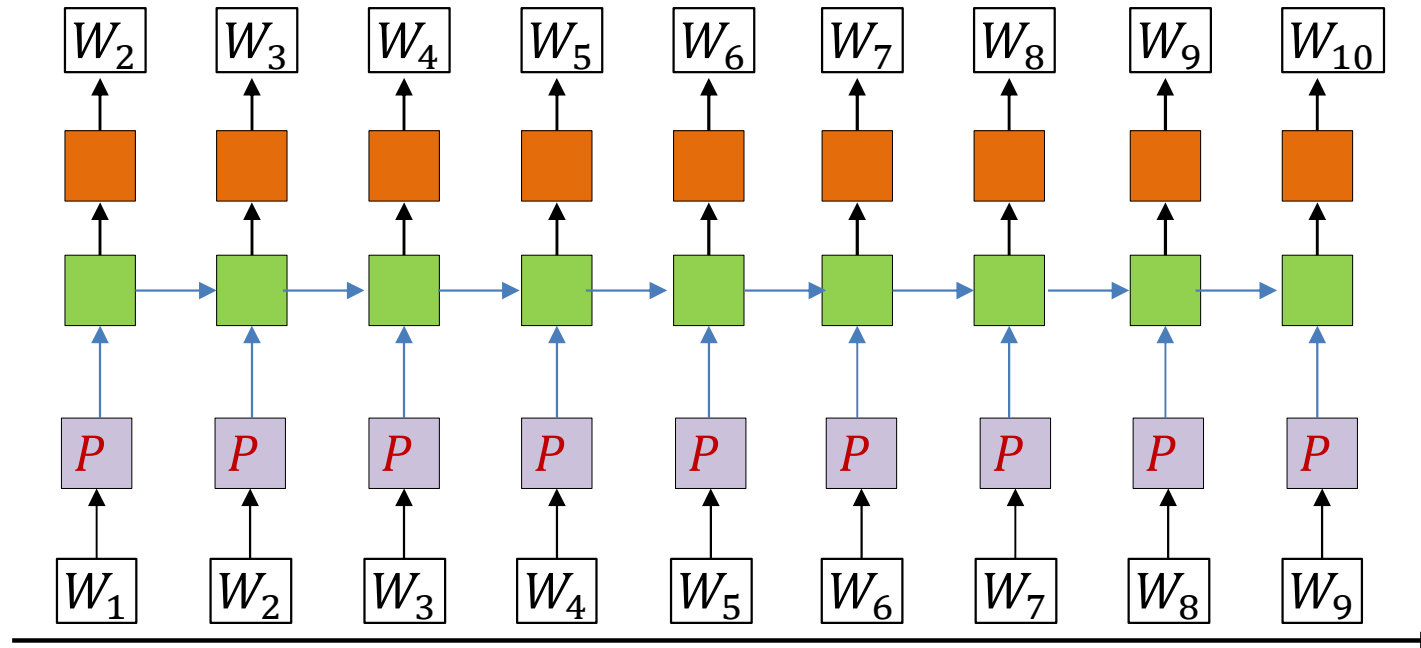 W₂ W₃ W₄ W₅ W₆ W₇ W₈ W₉ W₁₀
P P P P P P P P P
W₁ W₂ W₃ W₄ W₅ W₆ W₇ W₈ W₉